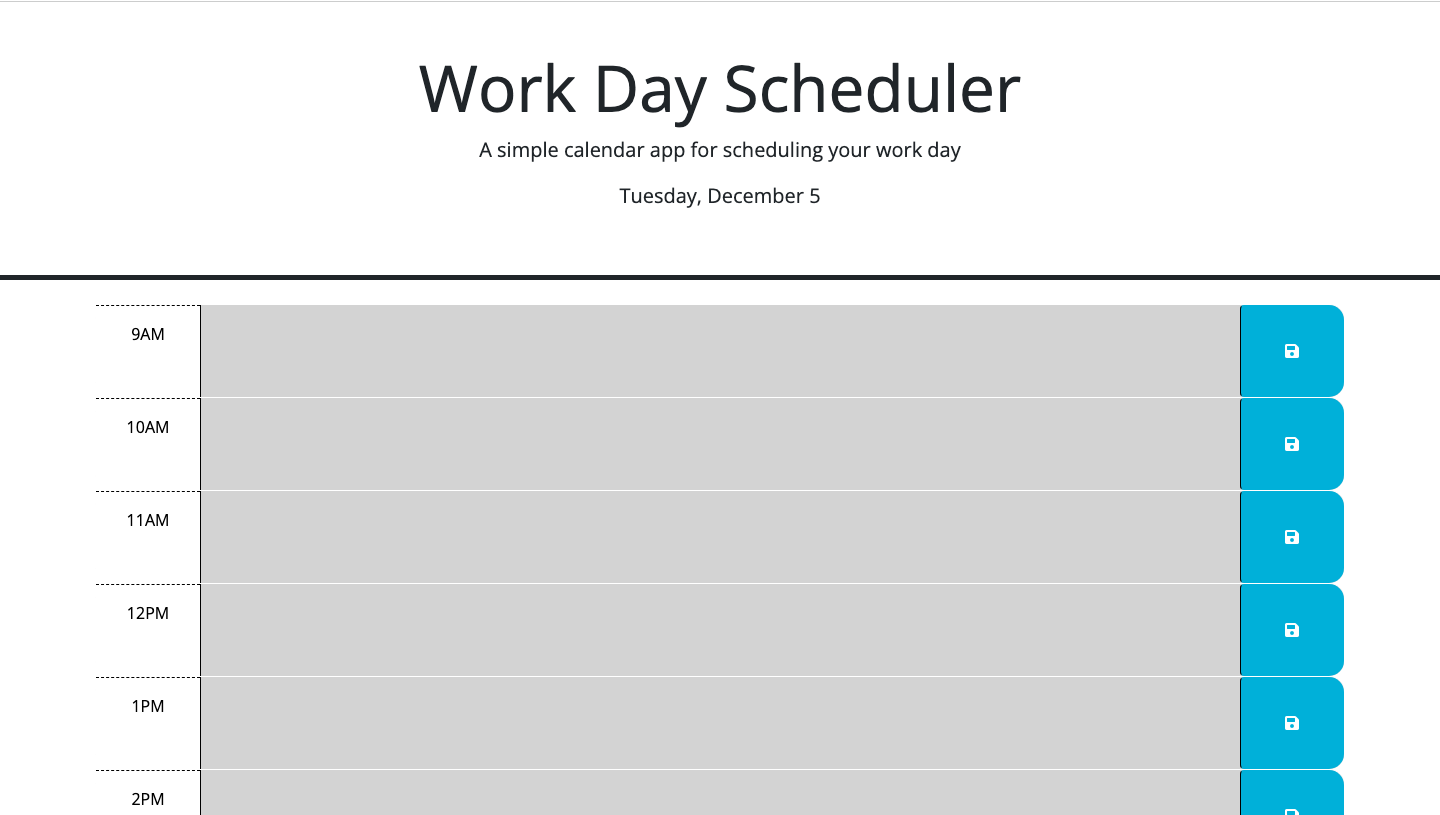 Work Day Scheduler
A simple calendar app for scheduling your work day
Tuesday, December 5
9AM
10AM
11AM
12PM
1PM
2PM